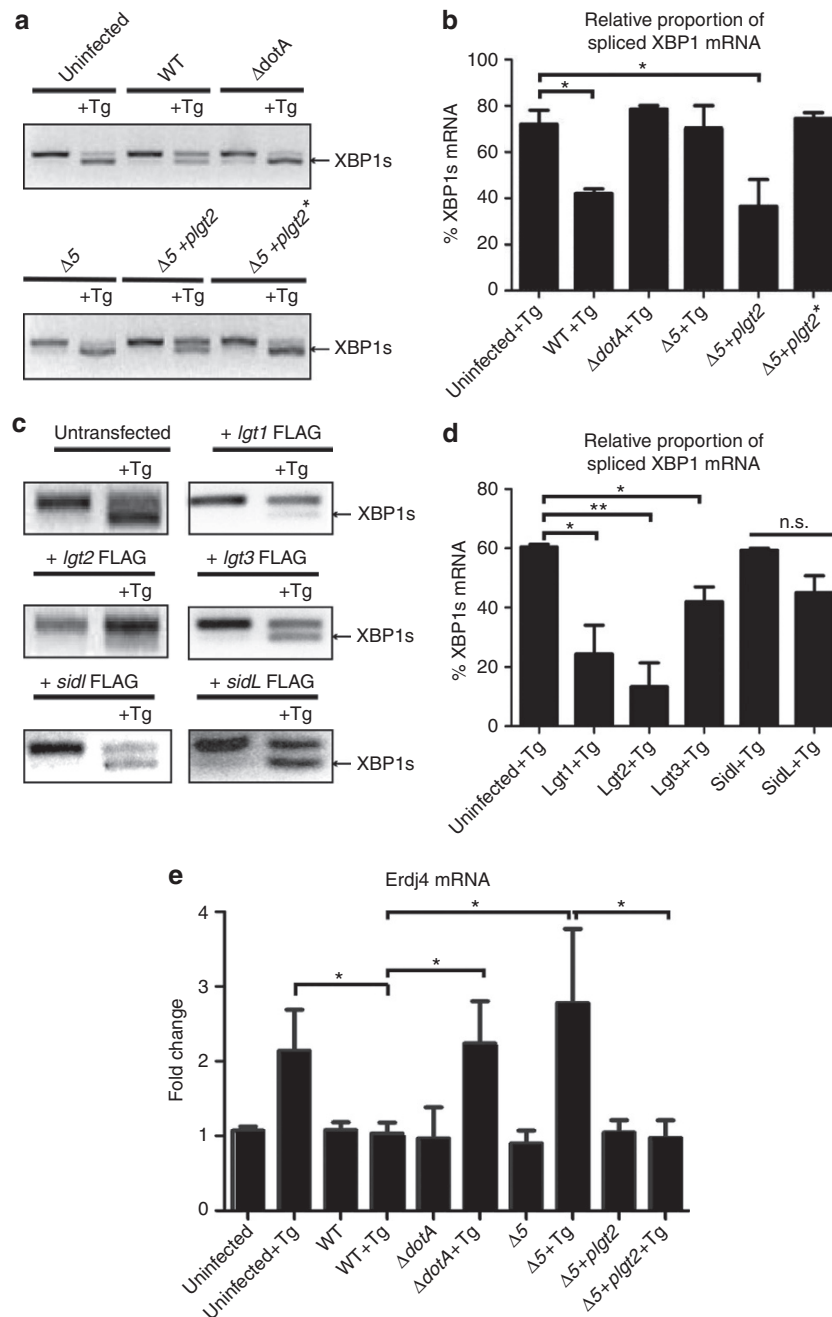 a
Uninfected WT ΔdotA
+Tg +Tg +Tg
XBP1s
Δ5 Δ5 +plgt2 Δ5 +plgt2*
+Tg +Tg +Tg
XBP1s
b
Relative proportion of
spliced XBP1 mRNA
*
*
% XBP1s mRNA
100
80
60
40
20
0
Uninfected+Tg
WT+Tg
ΔdotA+Tg
Δ5+Tg
Δ5+plgt2
Δ5+plgt2*
c
Untransfected + lgt1 FLAG
+Tg +Tg
XBP1s
+ lgt2 FLAG + lgt3 FLAG
+Tg +Tg
XBP1s
+ sidI FLAG + sidL FLAG
+Tg +Tg
XBP1s
d
Relative proportion of
spliced XBP1 mRNA
*
**
*
n.s.
% XBP1s mRNA
80
60
40
20
0
Uninfected+Tg
Lgt1+Tg
Lgt2+Tg
Lgt3+Tg
SidI+Tg
SidL+Tg
e
Erdj4 mRNA
* *
* *
Fold change
4
3
2
1
0
Uninfected
Uninfected+Tg
WT
WT+Tg
ΔdotA
ΔdotA+Tg
Δ5
Δ5+Tg
Δ5+plgt2
Δ5+plgt2+Tg